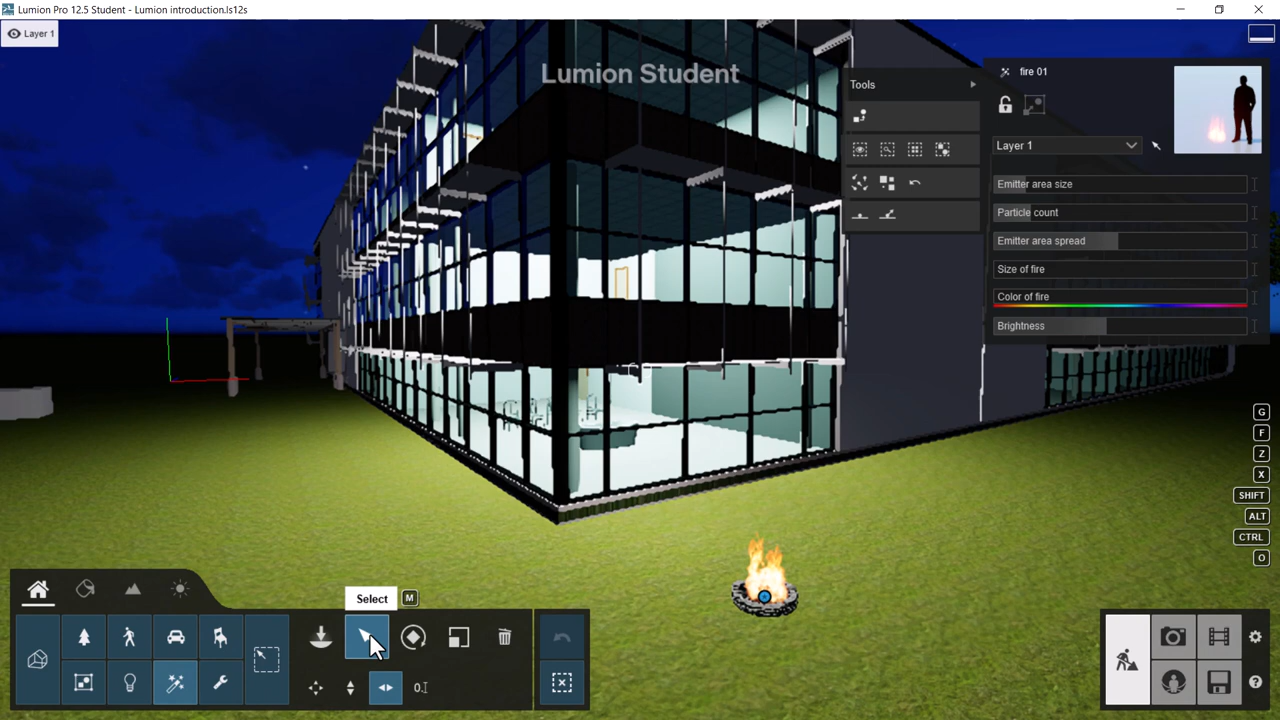 Lumion Pro 12.5 Student - Lumion introduction.ls12s
Layer 1
Lumion Student
Tools
fire 01
Layer 1
Emitter area size
Particle count
Emitter area spread
Size of fire
Color of fire
Brightness
G
F
Z
X
SHIFT
ALT
CTRL
O
Select
M
0.